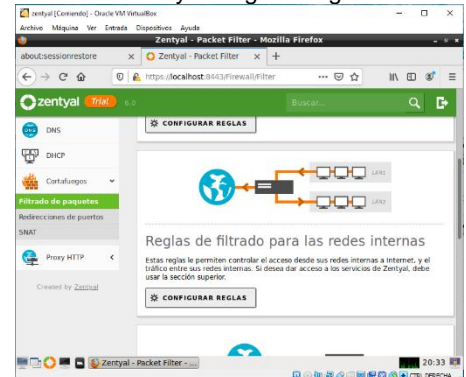 zentyal [Corriendo] - Oracle VM VirtualBox
Archivo Máquina Ver Entrada Dispositivos Ayuda
Zentyal - Packet Filter - Mozilla Firefox
about:sessionrestore
Zentyal - Packet Filter
https://localhost:8443/Firewall/Filter
zentyal Trial 6.0
Buscar...
DNS
DHCP
Cortafuegos
Filtrado de paquetes
Redirecciones de puertos
SNAT
Proxy HTTP
Created by Zentyal
CONFIGURAR REGLAS
LAN1
LAN2
Reglas de filtrado para las redes internas
Estas reglas le permiten controlar el acceso desde sus redes internas a Internet, y el
tráfico entre sus redes internas. Si desea dar acceso a los servicios de Zentyal, debe
usar la sección superior.
CONFIGURAR REGLAS
Zentyal - Packet Filter - ...
20:33
CTRL DERECHA